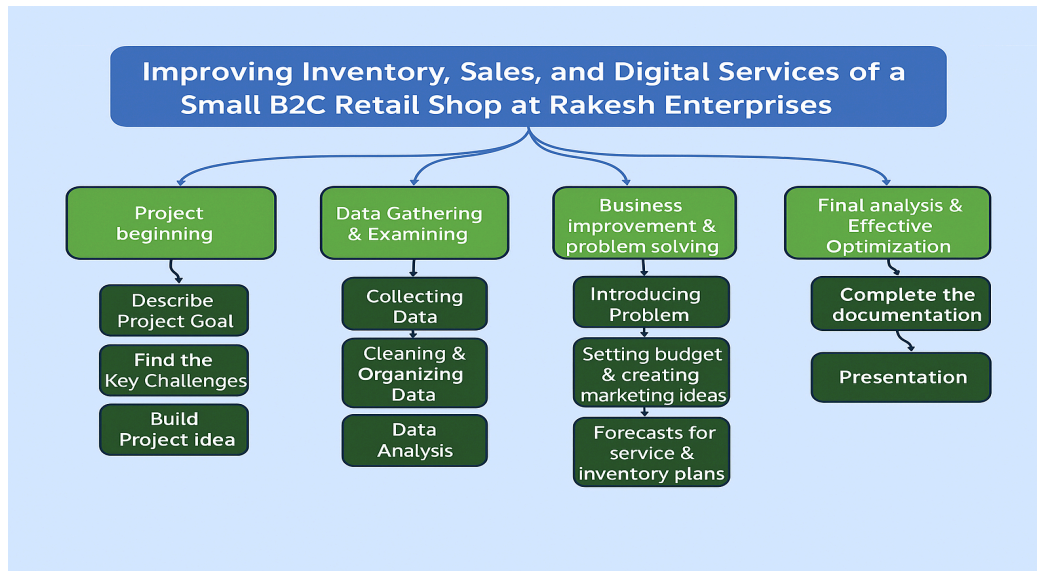 Improving Inventory, Sales, and Digital Services of a
Small B2C Retail Shop at Rakesh Enterprises
Project
beginning
Describe
Project Goal
Find the
Key Challenges
Build
Project idea
Data Gathering
& Examining
Collecting
Data
Cleaning &
Organizing
Data
Data
Analysis
Business
improvement &
problem solving
Introducing
Problem
Setting budget
& creating
marketing ideas
Forecasts for
service &
inventory plans
Final analysis &
Effective
Optimization
Complete the
documentation
Presentation